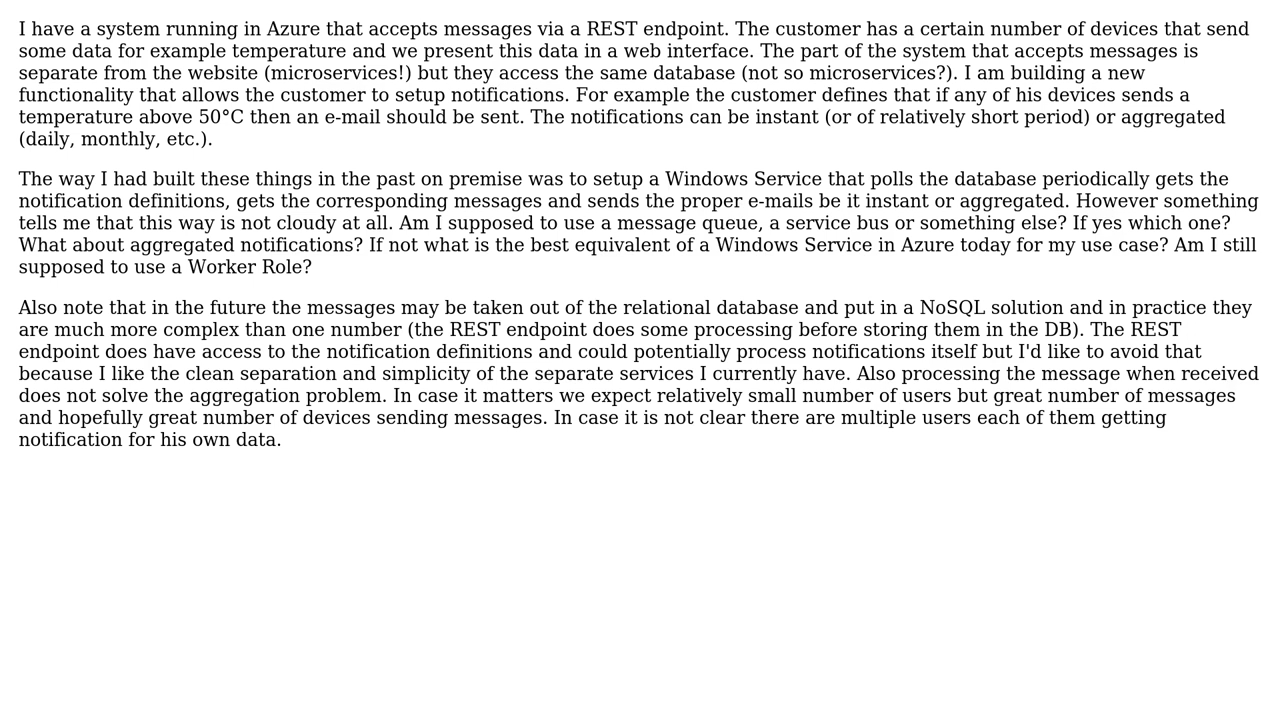 I have a system running in Azure that accepts messages via a REST endpoint. The customer has a certain number of devices that send
some data for example temperature and we present this data in a web interface. The part of the system that accepts messages is
separate from the website (microservices!) but they access the same database (not so microservices?). I am building a new
functionality that allows the customer to setup notifications. For example the customer defines that if any of his devices sends a
temperature above 50°C then an e-mail should be sent. The notifications can be instant (or of relatively short period) or aggregated
(daily, monthly, etc.).
The way I had built these things in the past on premise was to setup a Windows Service that polls the database periodically gets the
notification definitions, gets the corresponding messages and sends the proper e-mails be it instant or aggregated. However something
tells me that this way is not cloudy at all. Am I supposed to use a message queue, a service bus or something else? If yes which one?
What about aggregated notifications? If not what is the best equivalent of a Windows Service in Azure today for my use case? Am I still
supposed to use a Worker Role?
Also note that in the future the messages may be taken out of the relational database and put in a NoSQL solution and in practice they
are much more complex than one number (the REST endpoint does some processing before storing them in the DB). The REST
endpoint does have access to the notification definitions and could potentially process notifications itself but I'd like to avoid that
because I like the clean separation and simplicity of the separate services I currently have. Also processing the message when received
does not solve the aggregation problem. In case it matters we expect relatively small number of users but great number of messages
and hopefully great number of devices sending messages. In case it is not clear there are multiple users each of them getting
notification for his own data.